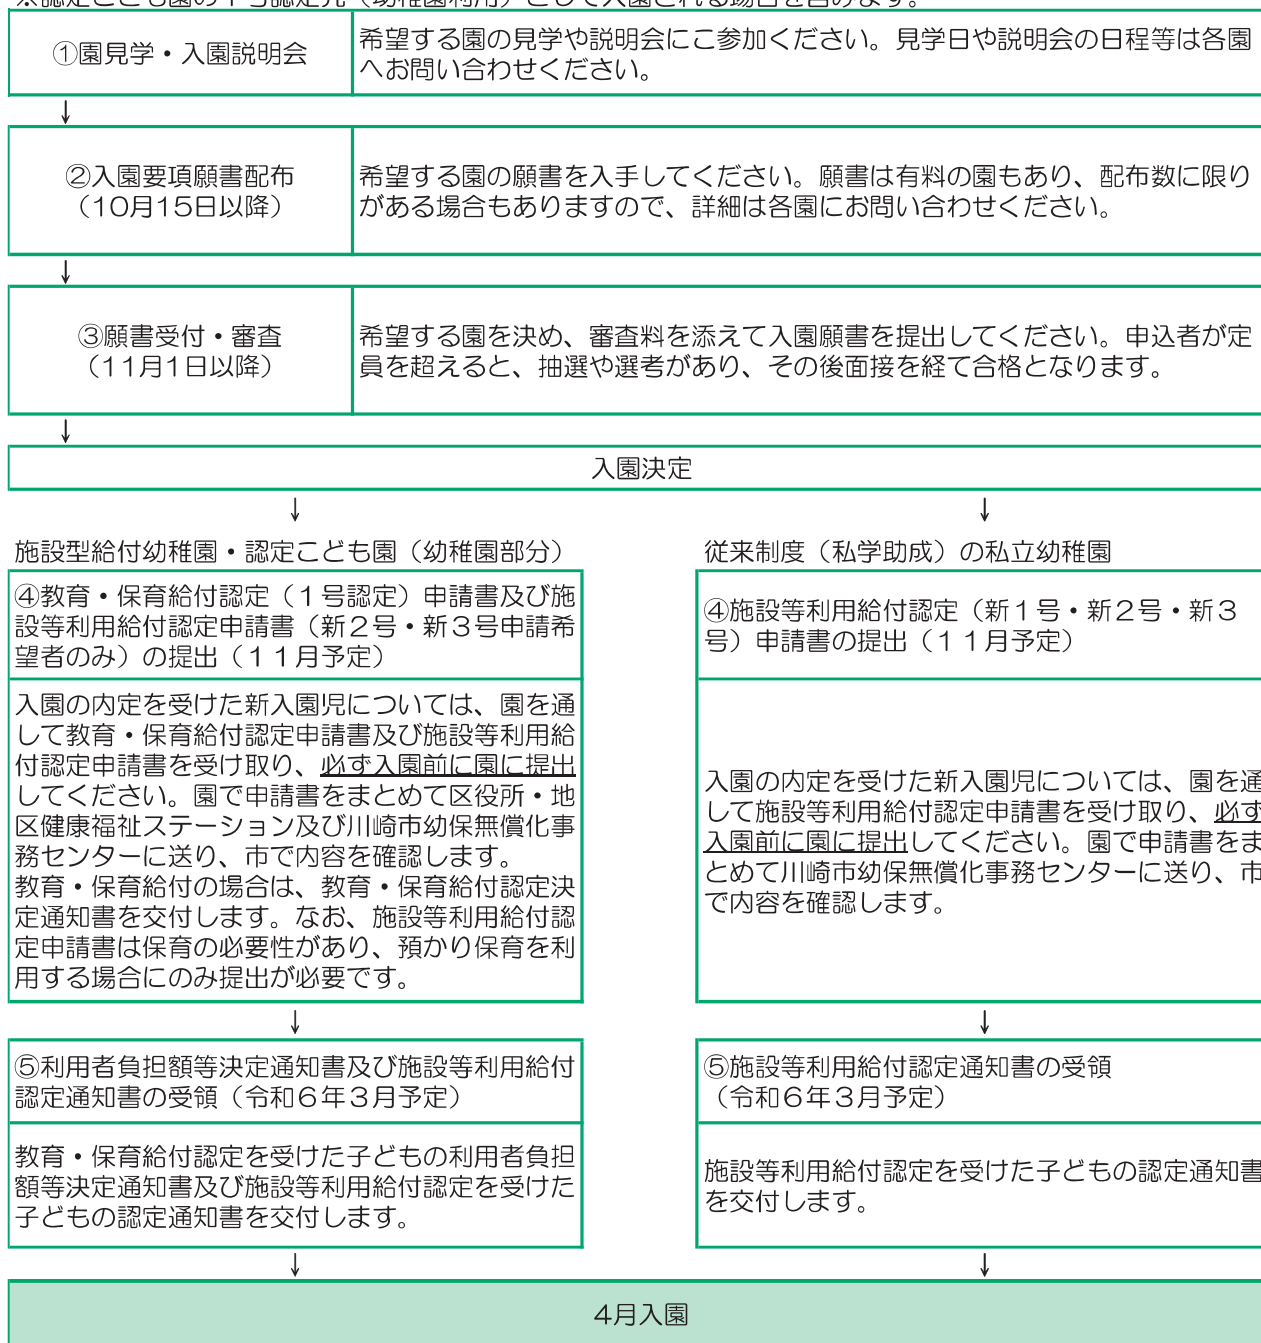 ※認定こども園の１号認定児（幼稚園利用）として入園される場合を含みます。
①園見学・入園説明会
希望する園の見学や説明会にご参加ください。見学日や説明会の日程等は各園
へお問い合わせください。
↓
②入園要項願書配布
（10月15日以降）
希望する園の願書を入手してください。願書は有料の園もあり、配布数に限り
がある場合もありますので、詳細は各園にお問い合わせください。
↓
③願書受付・審査
（11月1日以降）
希望する園を決め、審査料を添えて入園願書を提出してください。申込者が定
員を超えると、抽選や選考があり、その後面接を経て合格となります。
↓
入園決定
↓
施設型給付幼稚園・認定こども園（幼稚園部分）
④教育・保育給付認定（１号認定）申請書及び施
設等利用給付認定申請書（新２号・新３号申請希
望者のみ）の提出（１１月予定）
入園の内定を受けた新入園児については、園を通
して教育・保育給付認定申請書及び施設等利用給
付認定申請書を受け取り、必ず入園前に園に提出
してください。園で申請書をまとめて区役所・地
区健康福祉ステーション及び川崎市幼保無償化事
務センターに送り、市で内容を確認します。
教育・保育給付の場合は、教育・保育給付認定決
定通知書を交付します。なお、施設等利用給付認
定申請書は保育の必要性があり、預かり保育を利
用する場合にのみ提出が必要です。
↓
⑤利用者負担額等決定通知書及び施設等利用給付
認定通知書の受領（令和６年３月予定）
教育・保育給付認定を受けた子どもの利用者負担
額等決定通知書及び施設等利用給付認定を受けた
子どもの認定通知書を交付します。
↓
↓
従来制度（私学助成）の私立幼稚園
④施設等利用給付認定（新１号・新２号・新３
号）申請書の提出（１１月予定）
入園の内定を受けた新入園児については、園を通
して施設等利用給付認定申請書を受け取り、必ず
入園前に園に提出してください。園で申請書をま
とめて川崎市幼保無償化事務センターに送り、市
で内容を確認します。
↓
⑤施設等利用給付認定通知書の受領
（令和６年３月予定）
施設等利用給付認定を受けた子どもの認定通知書
を交付します。
↓
４月入園